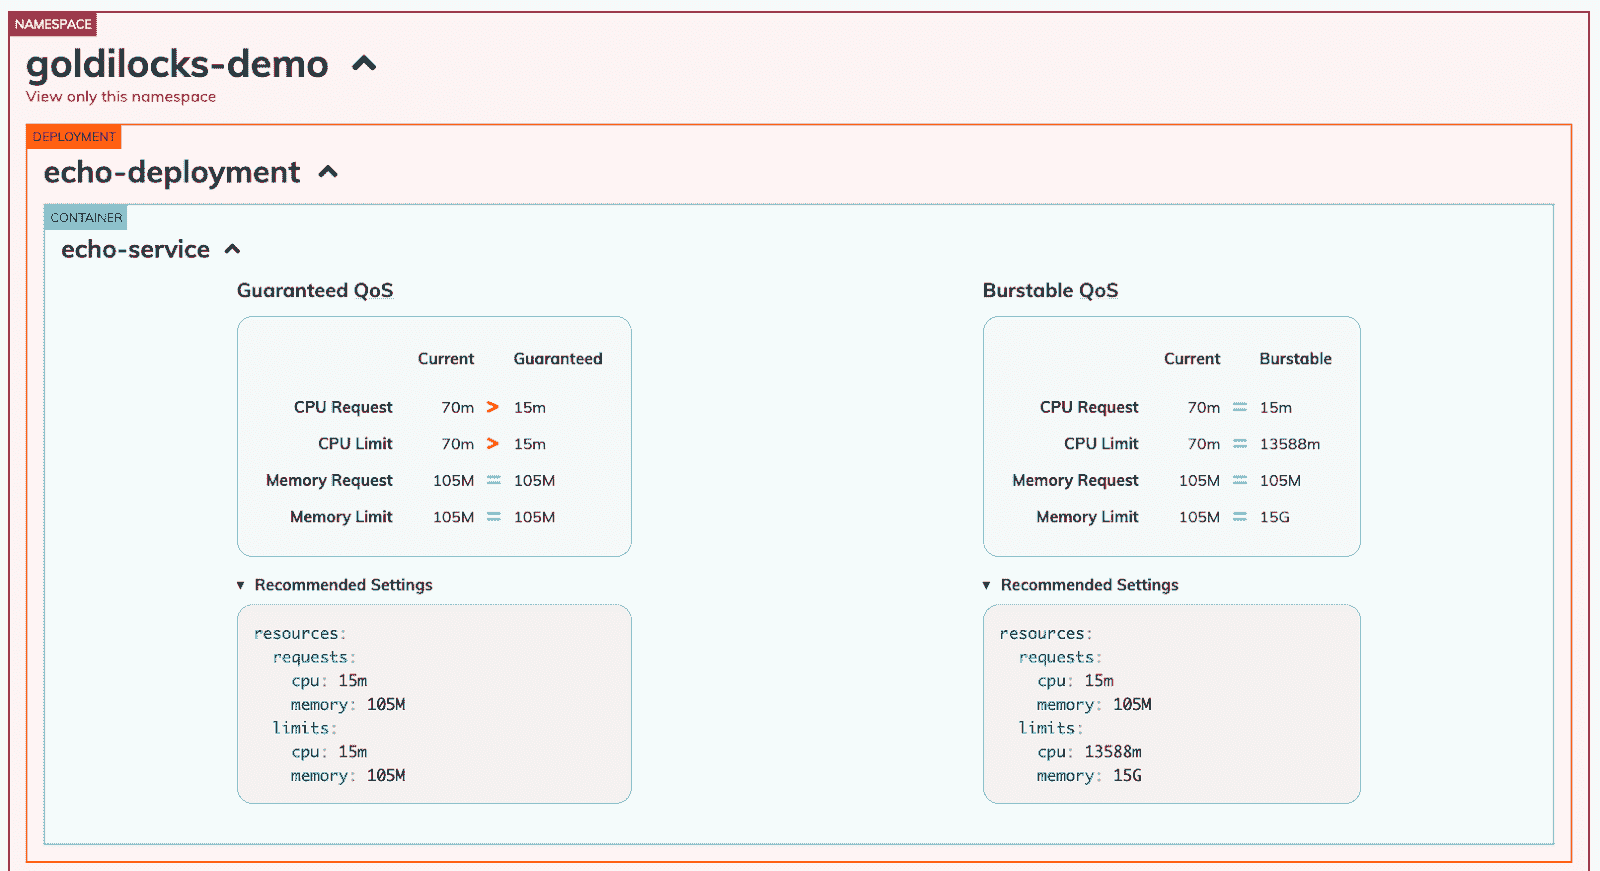 NAMESPACE
goldilocks-demo
View only this namespace
DEPLOYMENT
echo-deployment
CONTAINER
echo-service
Guaranteed QoS
Current Guaranteed
CPU Request 70m > 15m
CPU Limit 70m > 15m
Memory Request 105M = 105M
Memory Limit 105M = 105M
▾ Recommended Settings
resources:
  requests:
    cpu: 15m
    memory: 105M
  limits:
    cpu: 15m
    memory: 105M
Burstable QoS
Current Burstable
CPU Request 70m = 15m
CPU Limit 70m = 13588m
Memory Request 105M = 105M
Memory Limit 105M = 15G
▾ Recommended Settings
resources:
  requests:
    cpu: 15m
    memory: 105M
  limits:
    cpu: 13588m
    memory: 15G